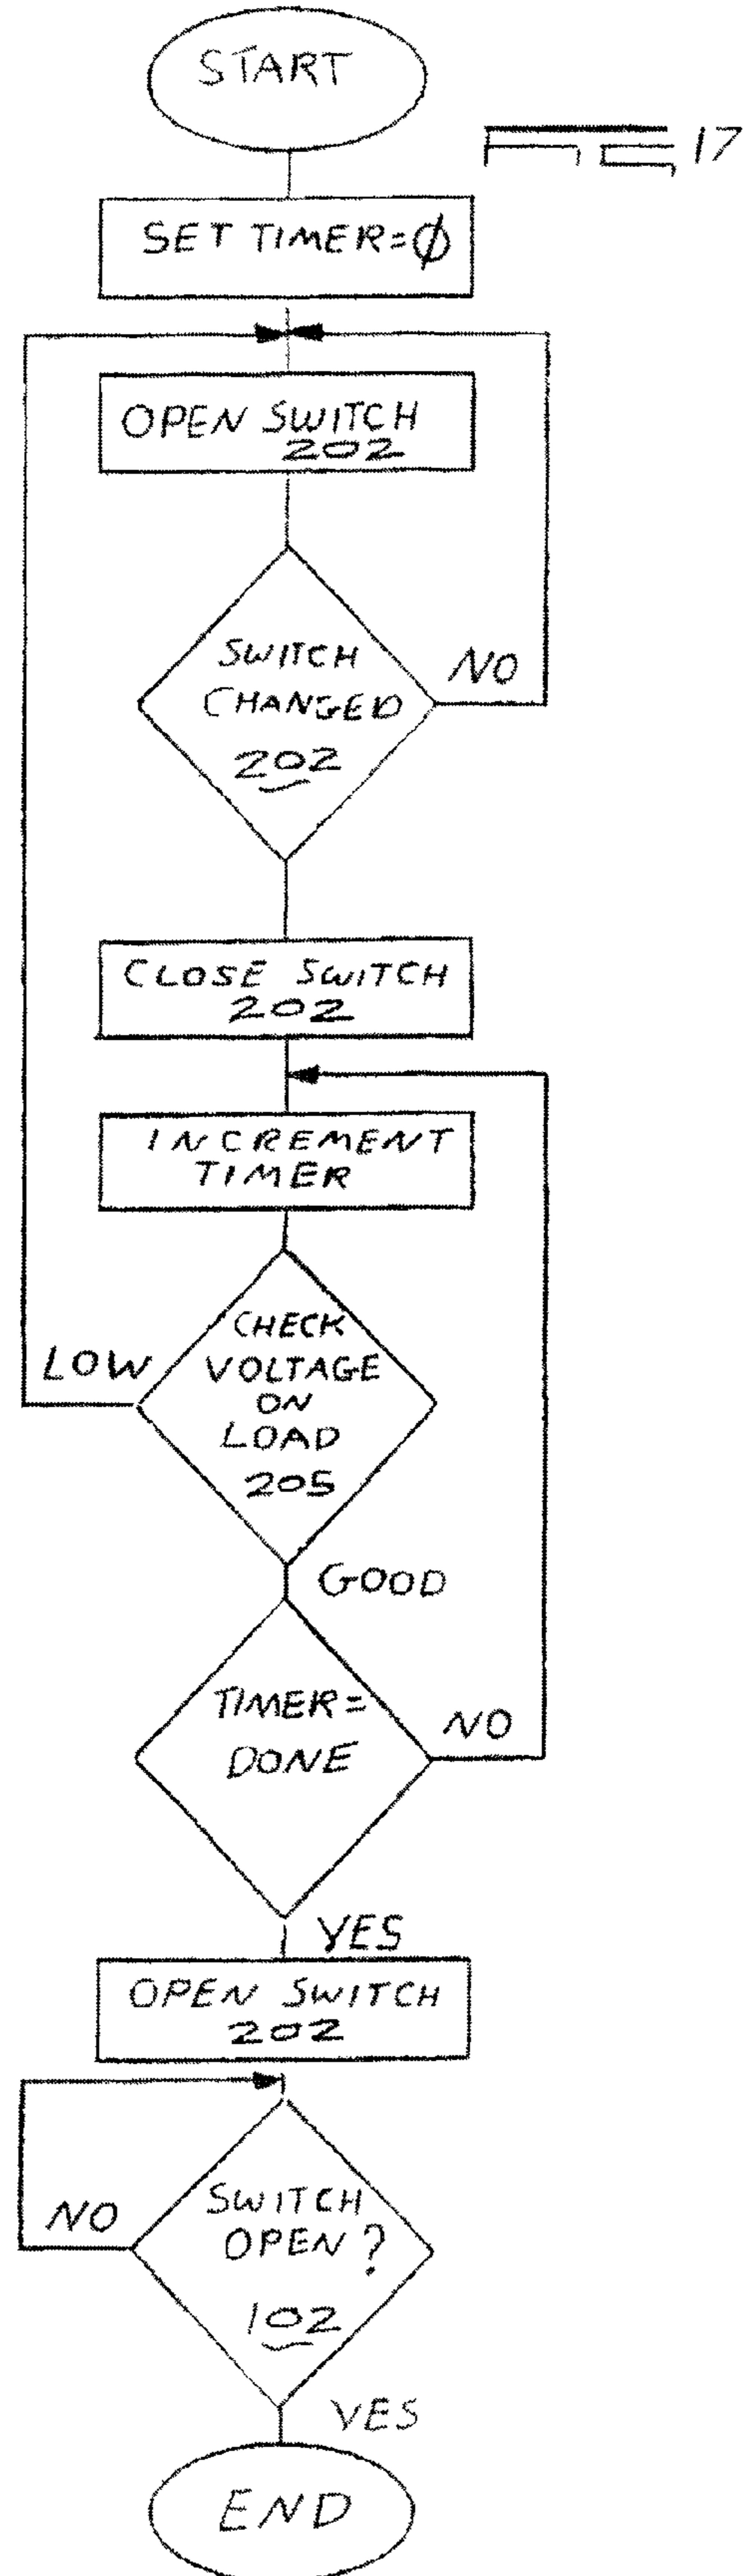 START
FIG 17
SET TIMER=Ø
OPEN SWITCH
202
SWITCH
CHANGED
202
NO
CLOSE SWITCH
202
INCREMENT
TIMER
LOW
CHECK
VOLTAGE
ON
LOAD
205
GOOD
TIMER=
DONE
NO
YES
OPEN SWITCH
202
NO
SWITCH
OPEN?
102
YES
END